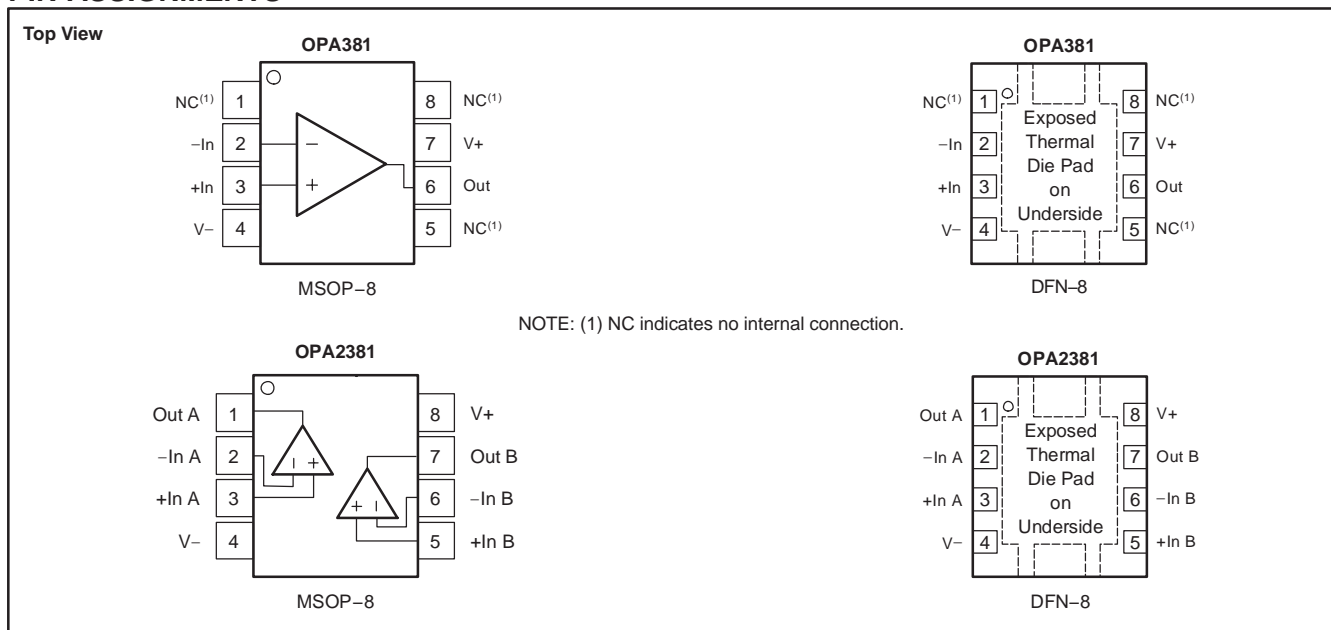 Top View
OPA381
NC(1) 1 8 NC(1)
−In 2 − 7 V+
+In 3 + 6 Out
V− 4 5 NC(1)
MSOP−8
OPA381
NC(1) 1 8 NC(1)
−In 2 7 V+
+In 3 6 Out
V− 4 5 NC(1)
Exposed
Thermal
Die Pad
on
Underside
DFN−8
NOTE: (1) NC indicates no internal connection.
OPA2381
Out A 1 8 V+
−In A 2 − + 7 Out B
+In A 3 + − 6 −In B
V− 4 5 +In B
MSOP−8
OPA2381
Out A 1 8 V+
−In A 2 7 Out B
+In A 3 6 −In B
V− 4 5 +In B
Exposed
Thermal
Die Pad
on
Underside
DFN−8